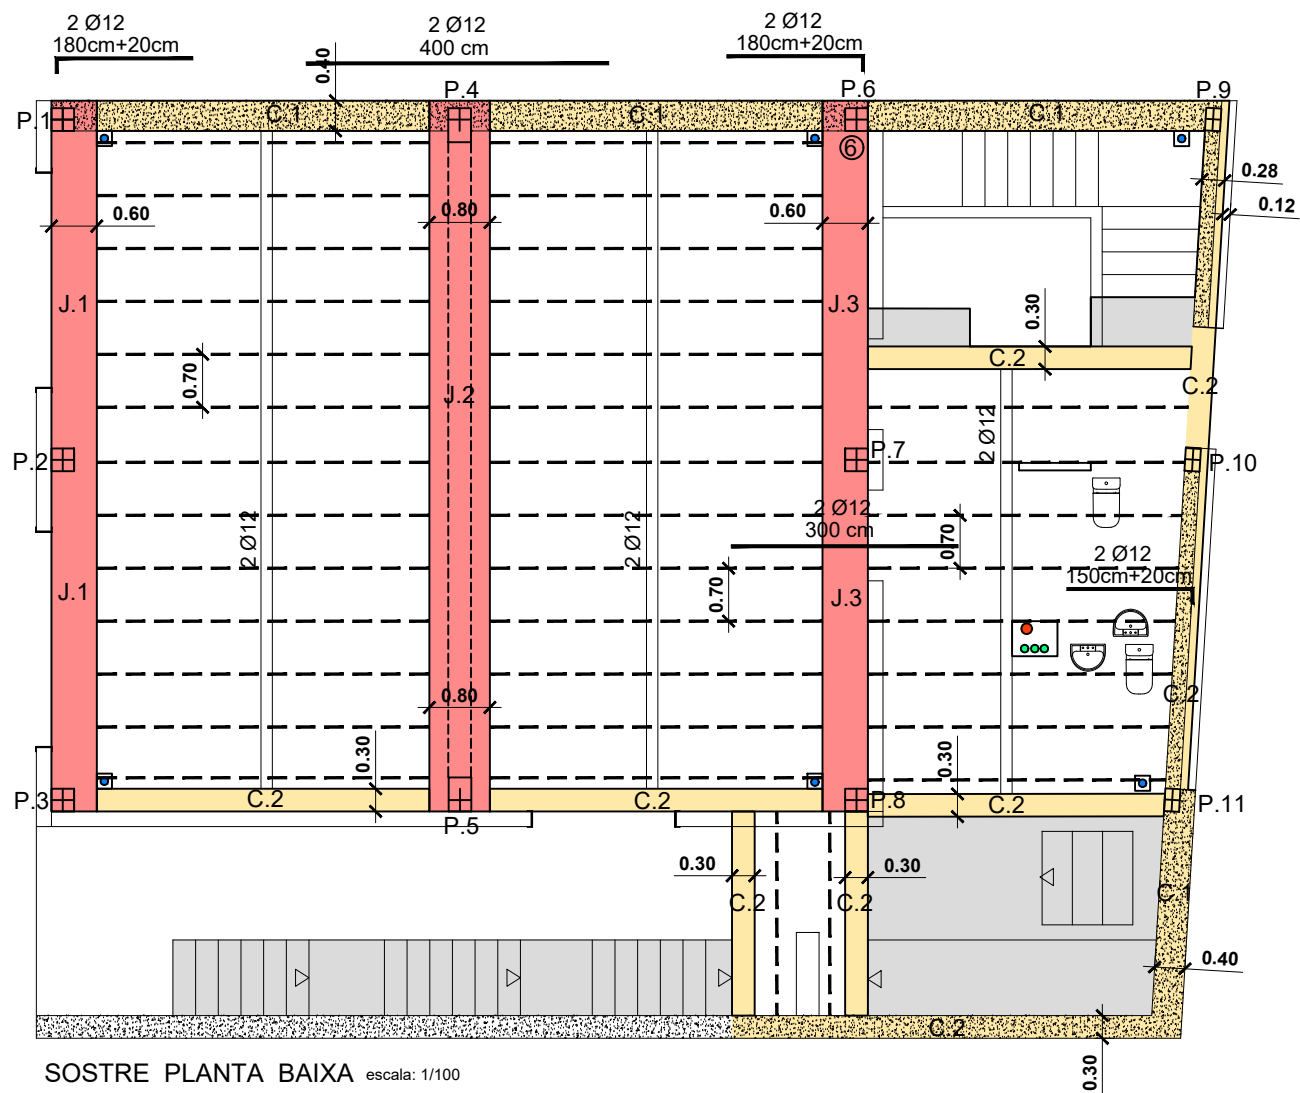 2 Ø12
180cm+20cm
2 Ø12
400 cm
2 Ø12
180cm+20cm
0.40
P.1
C.1
P.4
C.1
P.6
C.1
P.9
6
0.28
0.12
0.60
0.80
0.60
J.1
J.3
0.30
C.2
C.2
0.70
J.2
2 Ø12
P.2
P.7
P.10
2 Ø12
2 Ø12
2 Ø12
300 cm
0.70
2 Ø12
150cm+20cm
J.1
0.70
J.3
0.80
C.2
0.30
0.30
P.3
C.2
P.5
C.2
P.8
C.2
P.11
0.30
0.30
C.2
C.2
C.1
0.40
C.2
0.30
SOSTRE PLANTA BAIXA escala: 1/100